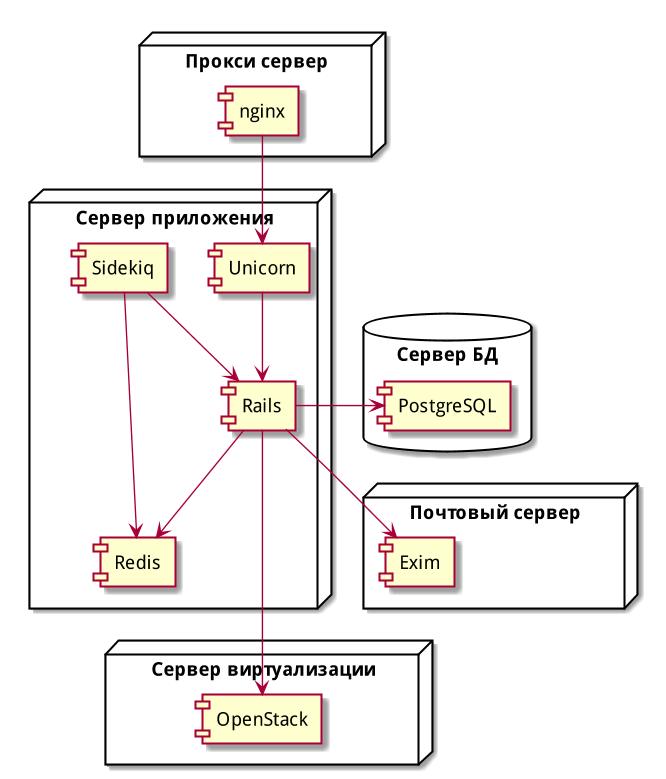 Прокси сервер
nginx
Сервер приложения
Sidekiq
Unicorn
Сервер БД
Rails
PostgreSQL
Почтовый сервер
Redis
Exim
Сервер виртуализации
OpenStack